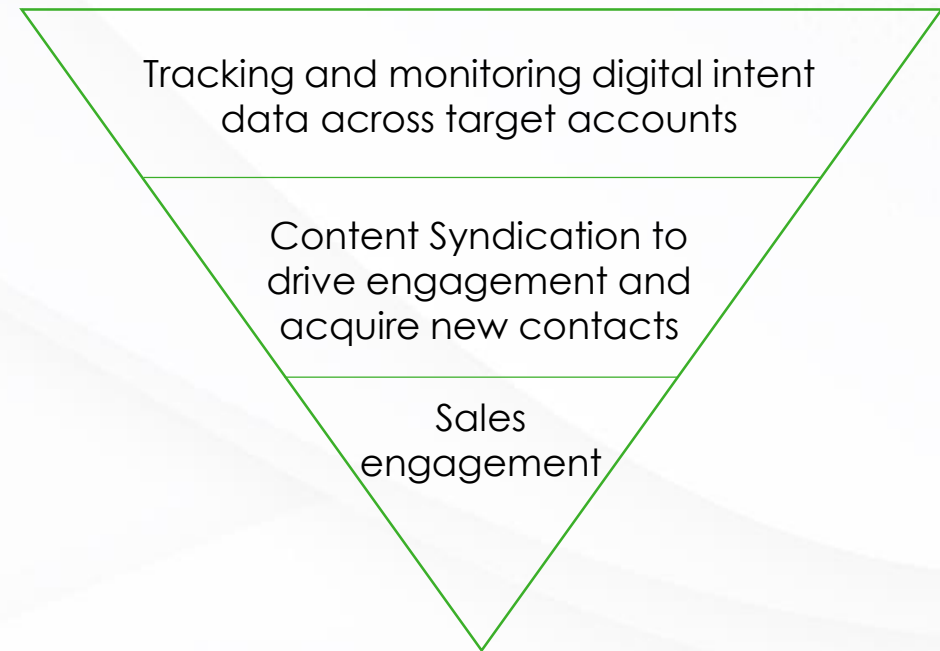 Tracking and monitoring digital intent
data across target accounts
Content Syndication to
drive engagement and
acquire new contacts
Sales
engagement